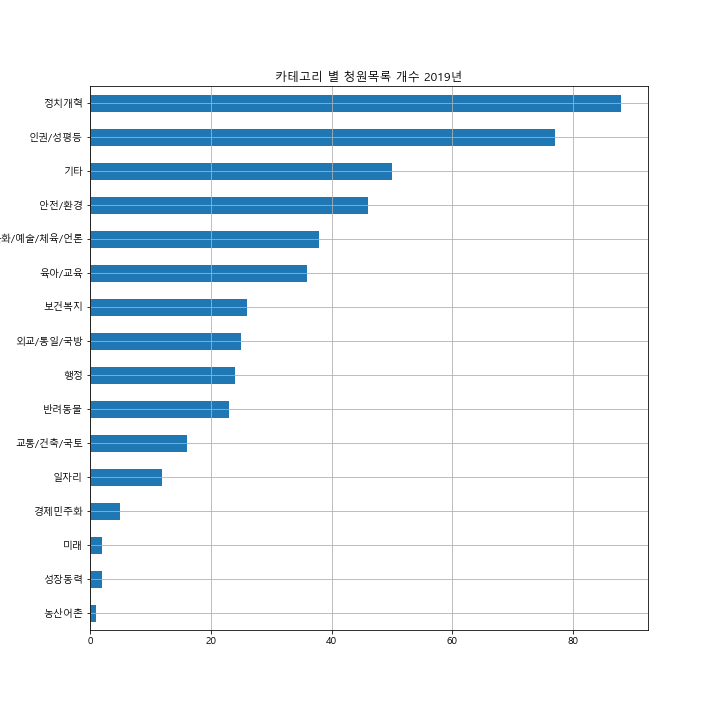 카테고리 별 청원목록 개수 2019년
정치개혁
인권/성평등
기타
안전/환경
화/예술/체육/언론
육아/교육
보건복지
외교/통일/국방
행정
반려동물
교통/건축/국토
일자리
경제민주화
미래
성장동력
농산어촌
0 20 40 60 80